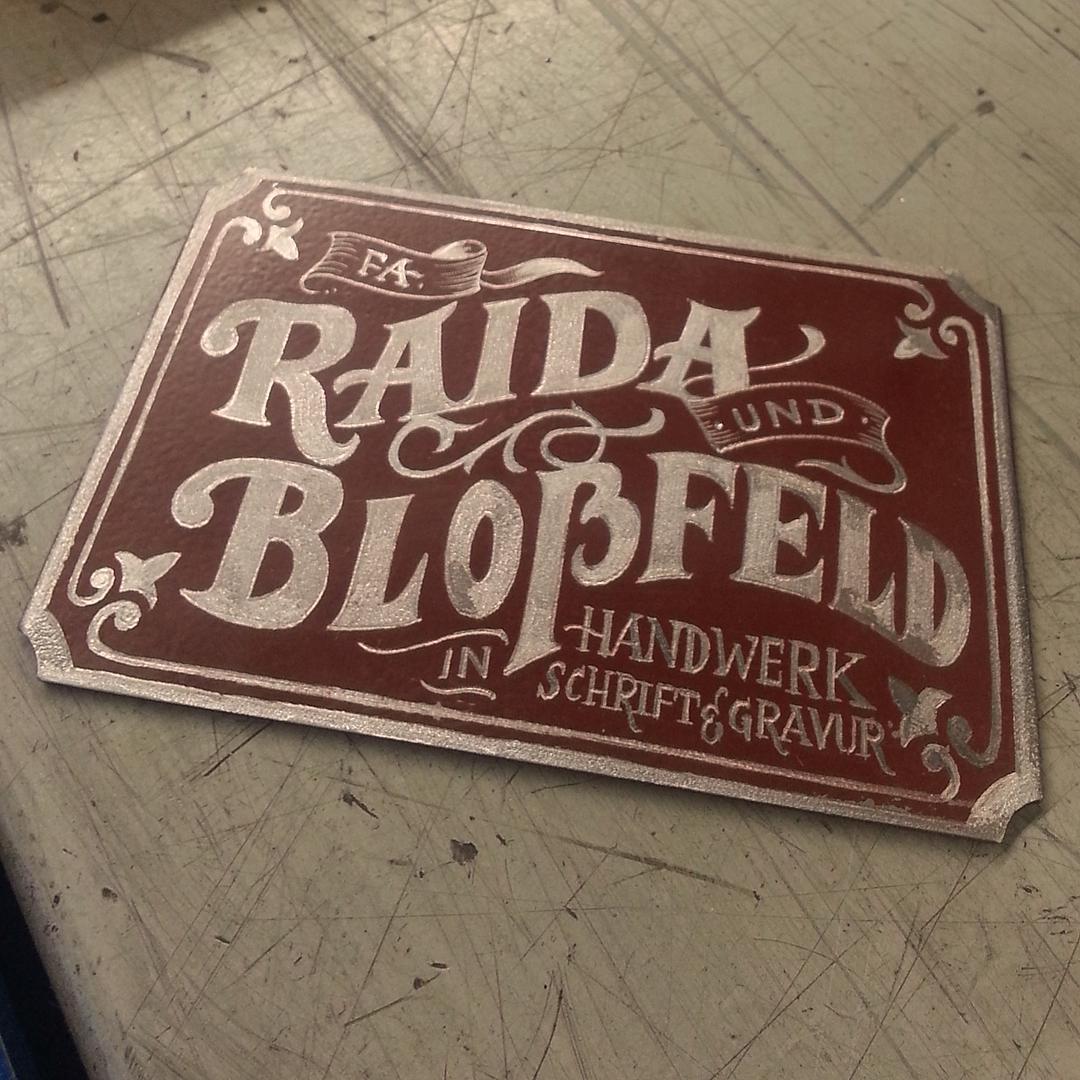 FA.
RAIDA
· UND ·
BLOßFELD
IN HANDWERK
SCHRIFT & GRAVUR